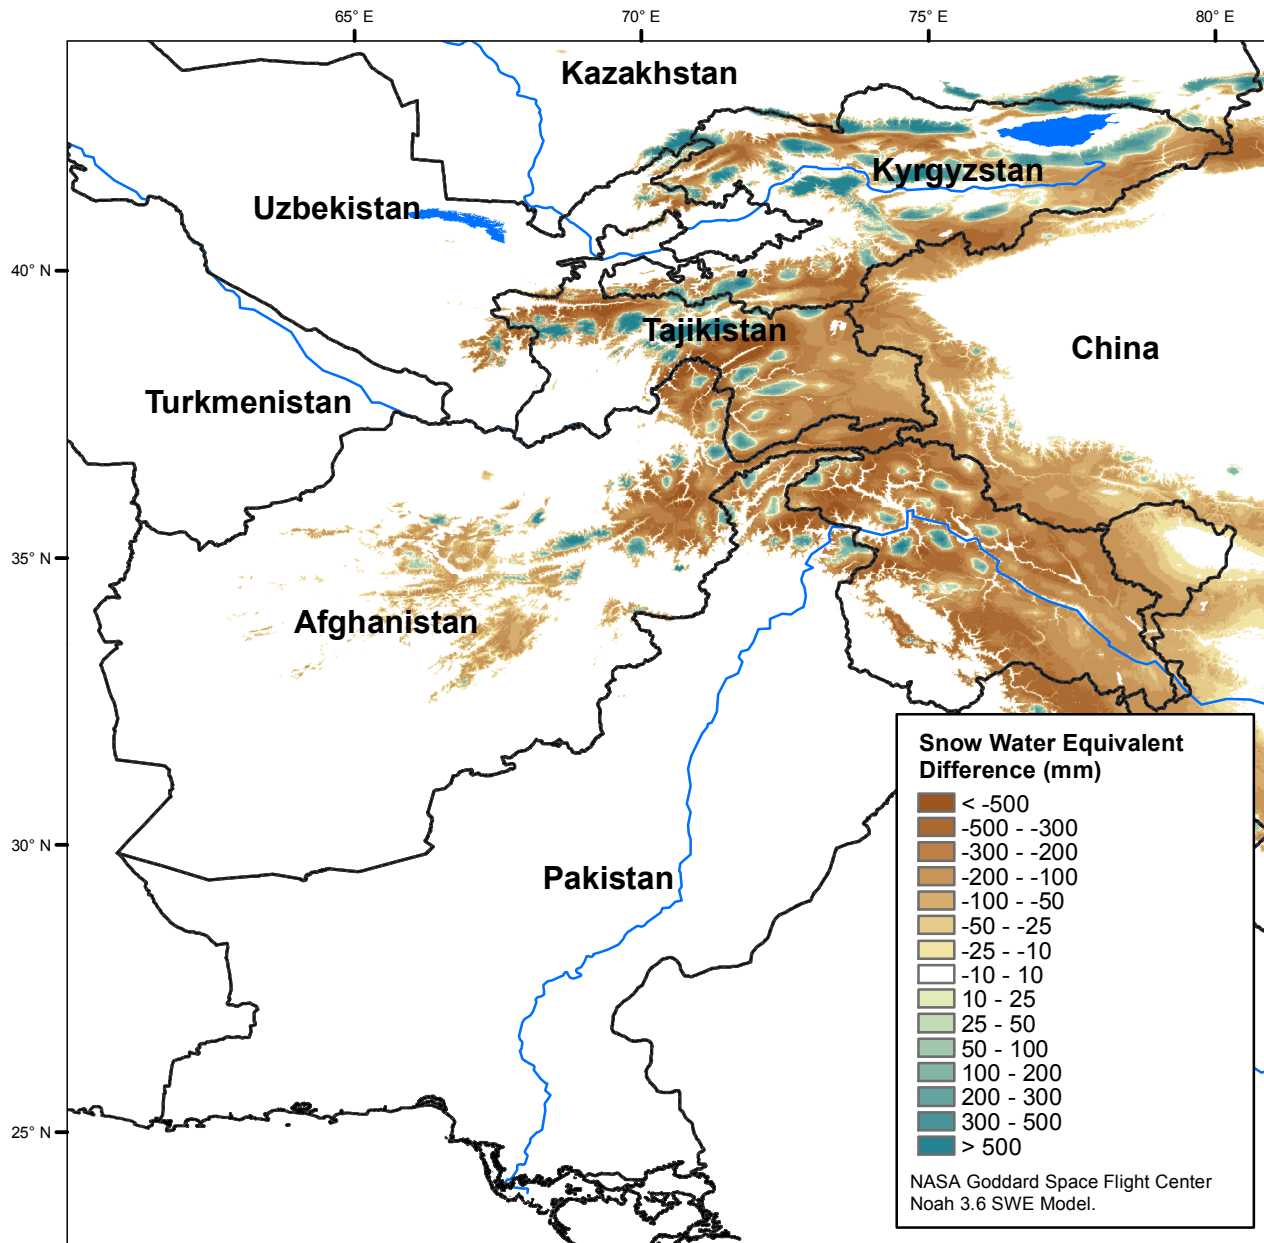 65° E
70° E
75° E
80° E
Kazakhstan
Kyrgyzstan
Uzbekistan
40° N
Tajikistan
China
Turkmenistan
35° N
Afghanistan
Snow Water Equivalent
Difference (mm)
< -500
-500 - -300
-300 - -200
-200 - -100
-100 - -50
-50 - -25
-25 - -10
-10 - 10
10 - 25
25 - 50
50 - 100
100 - 200
200 - 300
300 - 500
> 500
NASA Goddard Space Flight Center
Noah 3.6 SWE Model.
30° N
Pakistan
25° N